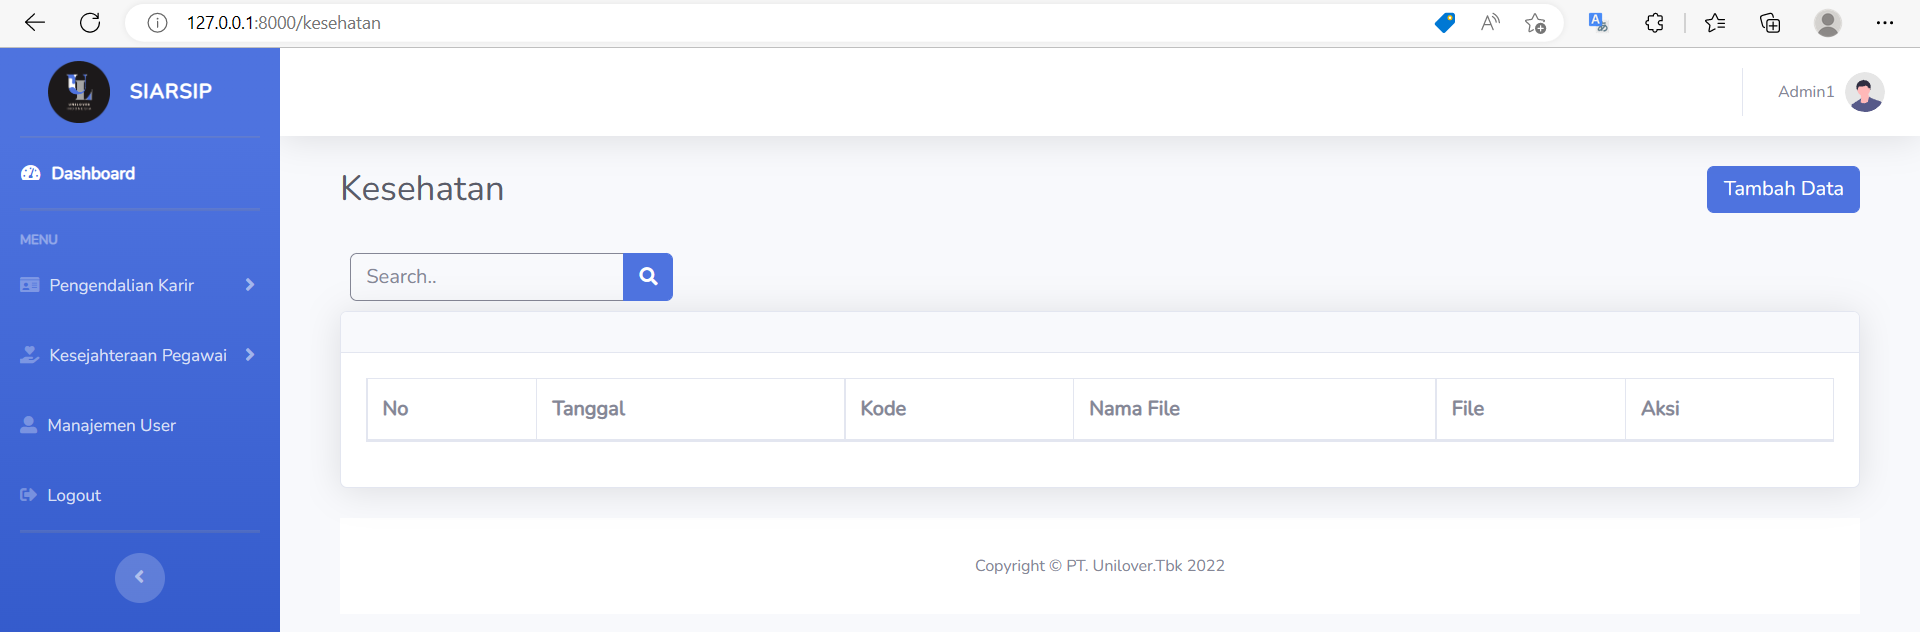 127.0.0.1:8000/kesehatan
SIARSIP
Admin1
Dashboard
Kesehatan
Tambah Data
MENU
Search..
Pengendalian Karir
Kesejahteraan Pegawai
No Tanggal Kode Nama File File Aksi
Manajemen User
Logout
Copyright © PT. Unilover.Tbk 2022